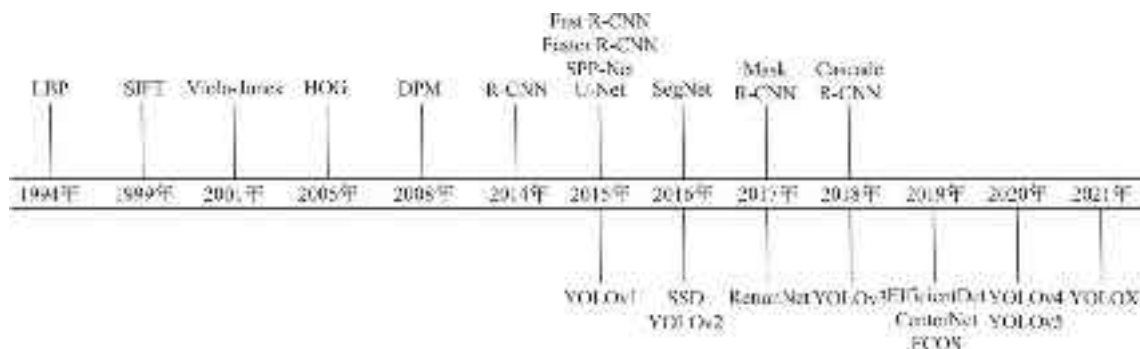 Fast R-CNN
Faster R-CNN
SPP-Net
U-Net
LBP
SIFT
Viola-Jones
HOG
DPM
R-CNN
SegNet
Mask
R-CNN
Cascade
R-CNN
1994年
1999年
2001年
2005年
2008年
2014年
2015年
2016年
2017年
2018年
2019年
2020年
2021年
YOLOv1
SSD
YOLOv2
RetinaNet
YOLOv3
EfficientDet
CenterNet
FCOS
YOLOv4
YOLOv5
YOLOX